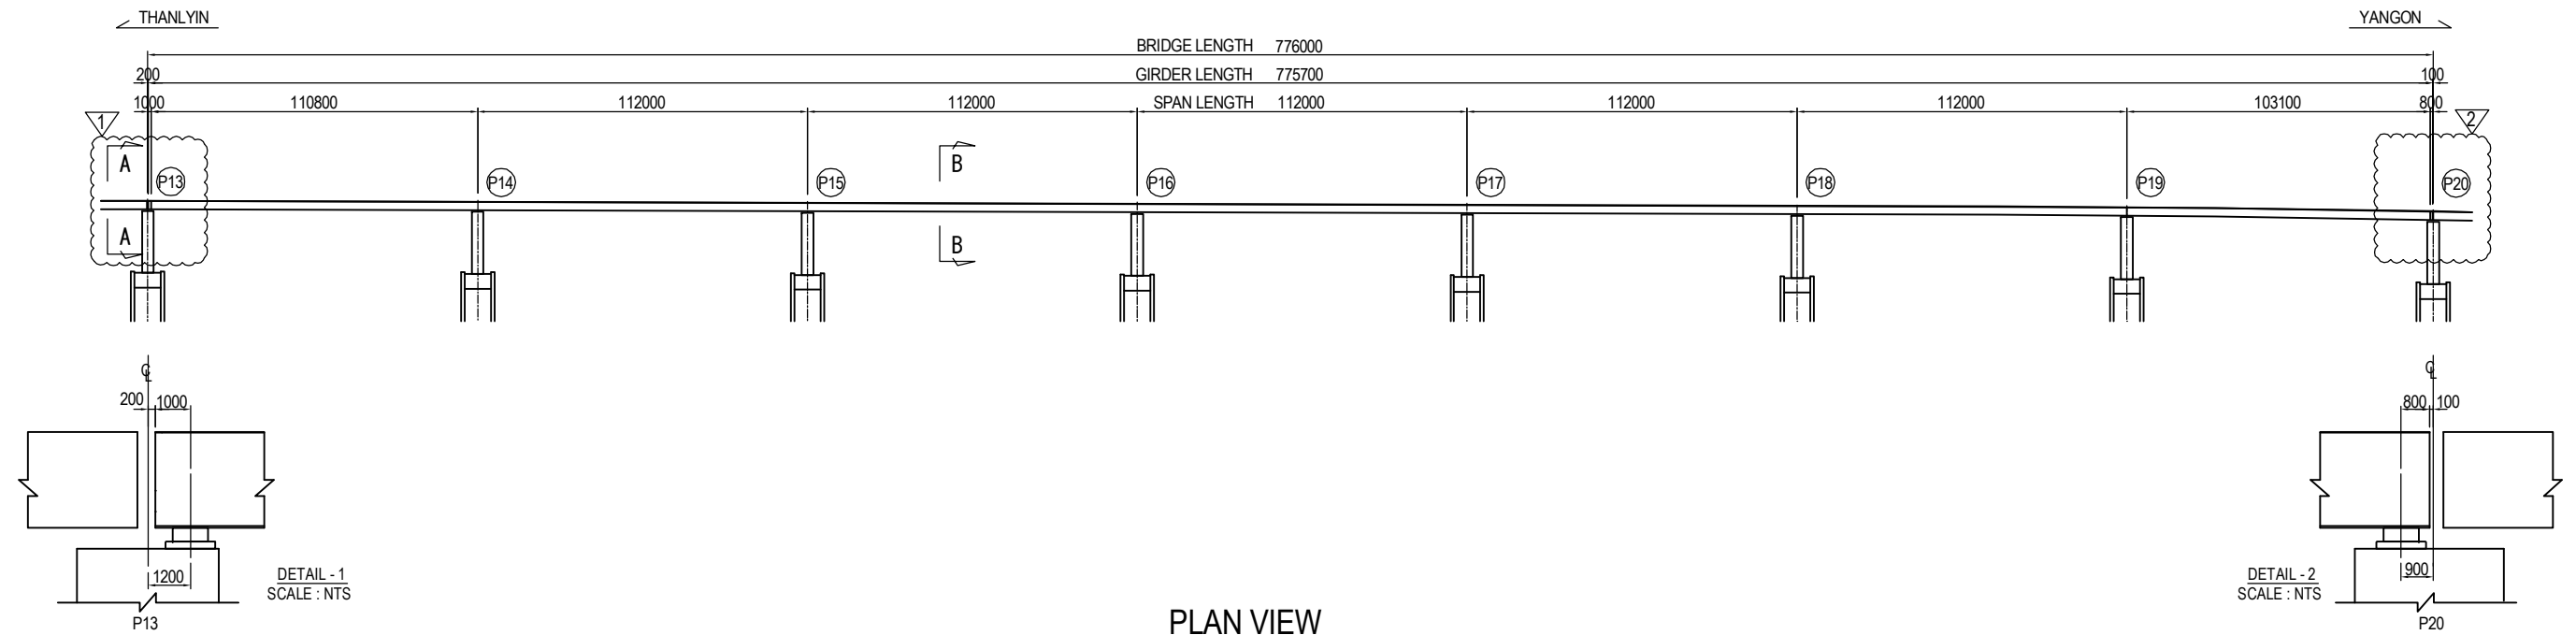 THANLYIN
YANGON
BRIDGE LENGTH 776000
200
GIRDER LENGTH 775700
100
1000
110800
112000
112000
SPAN LENGTH 112000
112000
112000
103100
800
1
2
A
B
P13
P14
P15
P16
P17
P18
P19
P20
A
B
℄
200
1000
1200
DETAIL - 1
SCALE : NTS
P13
℄
800
100
900
DETAIL - 2
SCALE : NTS
P20
PLAN VIEW